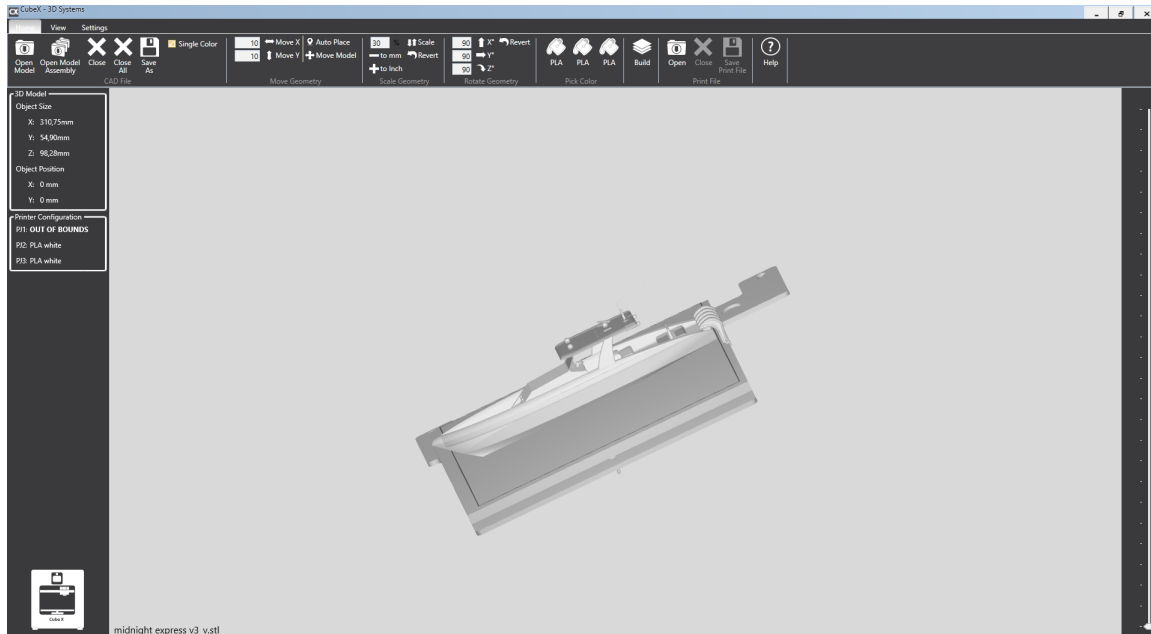 CubeX - 3D Systems
Home View Settings
Open Model
Open Model Assembly
Close
Close All
Save As
Single Color
CAD File
10 Move X
10 Move Y
Auto Place
Move Model
Move Geometry
30 % Scale
to mm Revert
to Inch
Scale Geometry
90 X° Revert
90 Y°
90 Z°
Rotate Geometry
PLA PLA PLA
Pick Color
Build
Open
Close
Save Print File
Print File
Help
3D Model
Object Size
X: 310,75mm
Y: 54,90mm
Z: 98,28mm
Object Position
X: 0 mm
Y: 0 mm
Printer Configuration
PJ1: OUT OF BOUNDS
PJ2: PLA white
PJ3: PLA white
Cube X
midnight express v3_v.stl